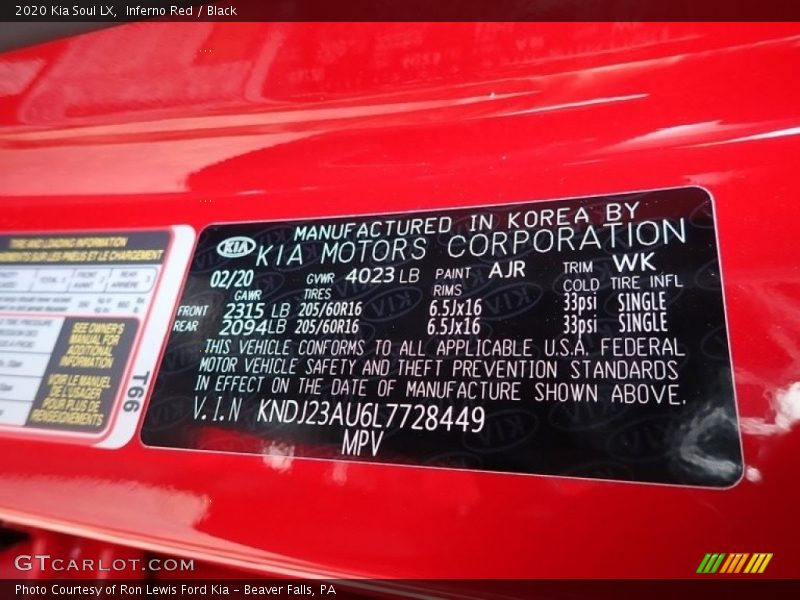 2020 Kia Soul LX, Inferno Red / Black
MANUFACTURED IN KOREA BY
KIA KIA MOTORS CORPORATION
02/20 GVWR 4023 LB PAINT AJR TRIM WK
GAWR TIRES RIMS COLD TIRE INFL
FRONT 2315 LB 205/60R16 6.5Jx16 33psi SINGLE
REAR 2094LB 205/60R16 6.5Jx16 33psi SINGLE
THIS VEHICLE CONFORMS TO ALL APPLICABLE U.S.A. FEDERAL
MOTOR VEHICLE SAFETY AND THEFT PREVENTION STANDARDS
IN EFFECT ON THE DATE OF MANUFACTURE SHOWN ABOVE.
V.I.N KNDJ23AU6L7728449
MPV
TIRE AND LOADING INFORMATION
SEE OWNER'S
MANUAL FOR
ADDITIONAL
INFORMATION
VOIR LE MANUEL
DE L'USAGER
POUR PLUS DE
RENSEIGNEMENTS
T66
GTCARLOT.COM
Photo Courtesy of Ron Lewis Ford Kia - Beaver Falls, PA